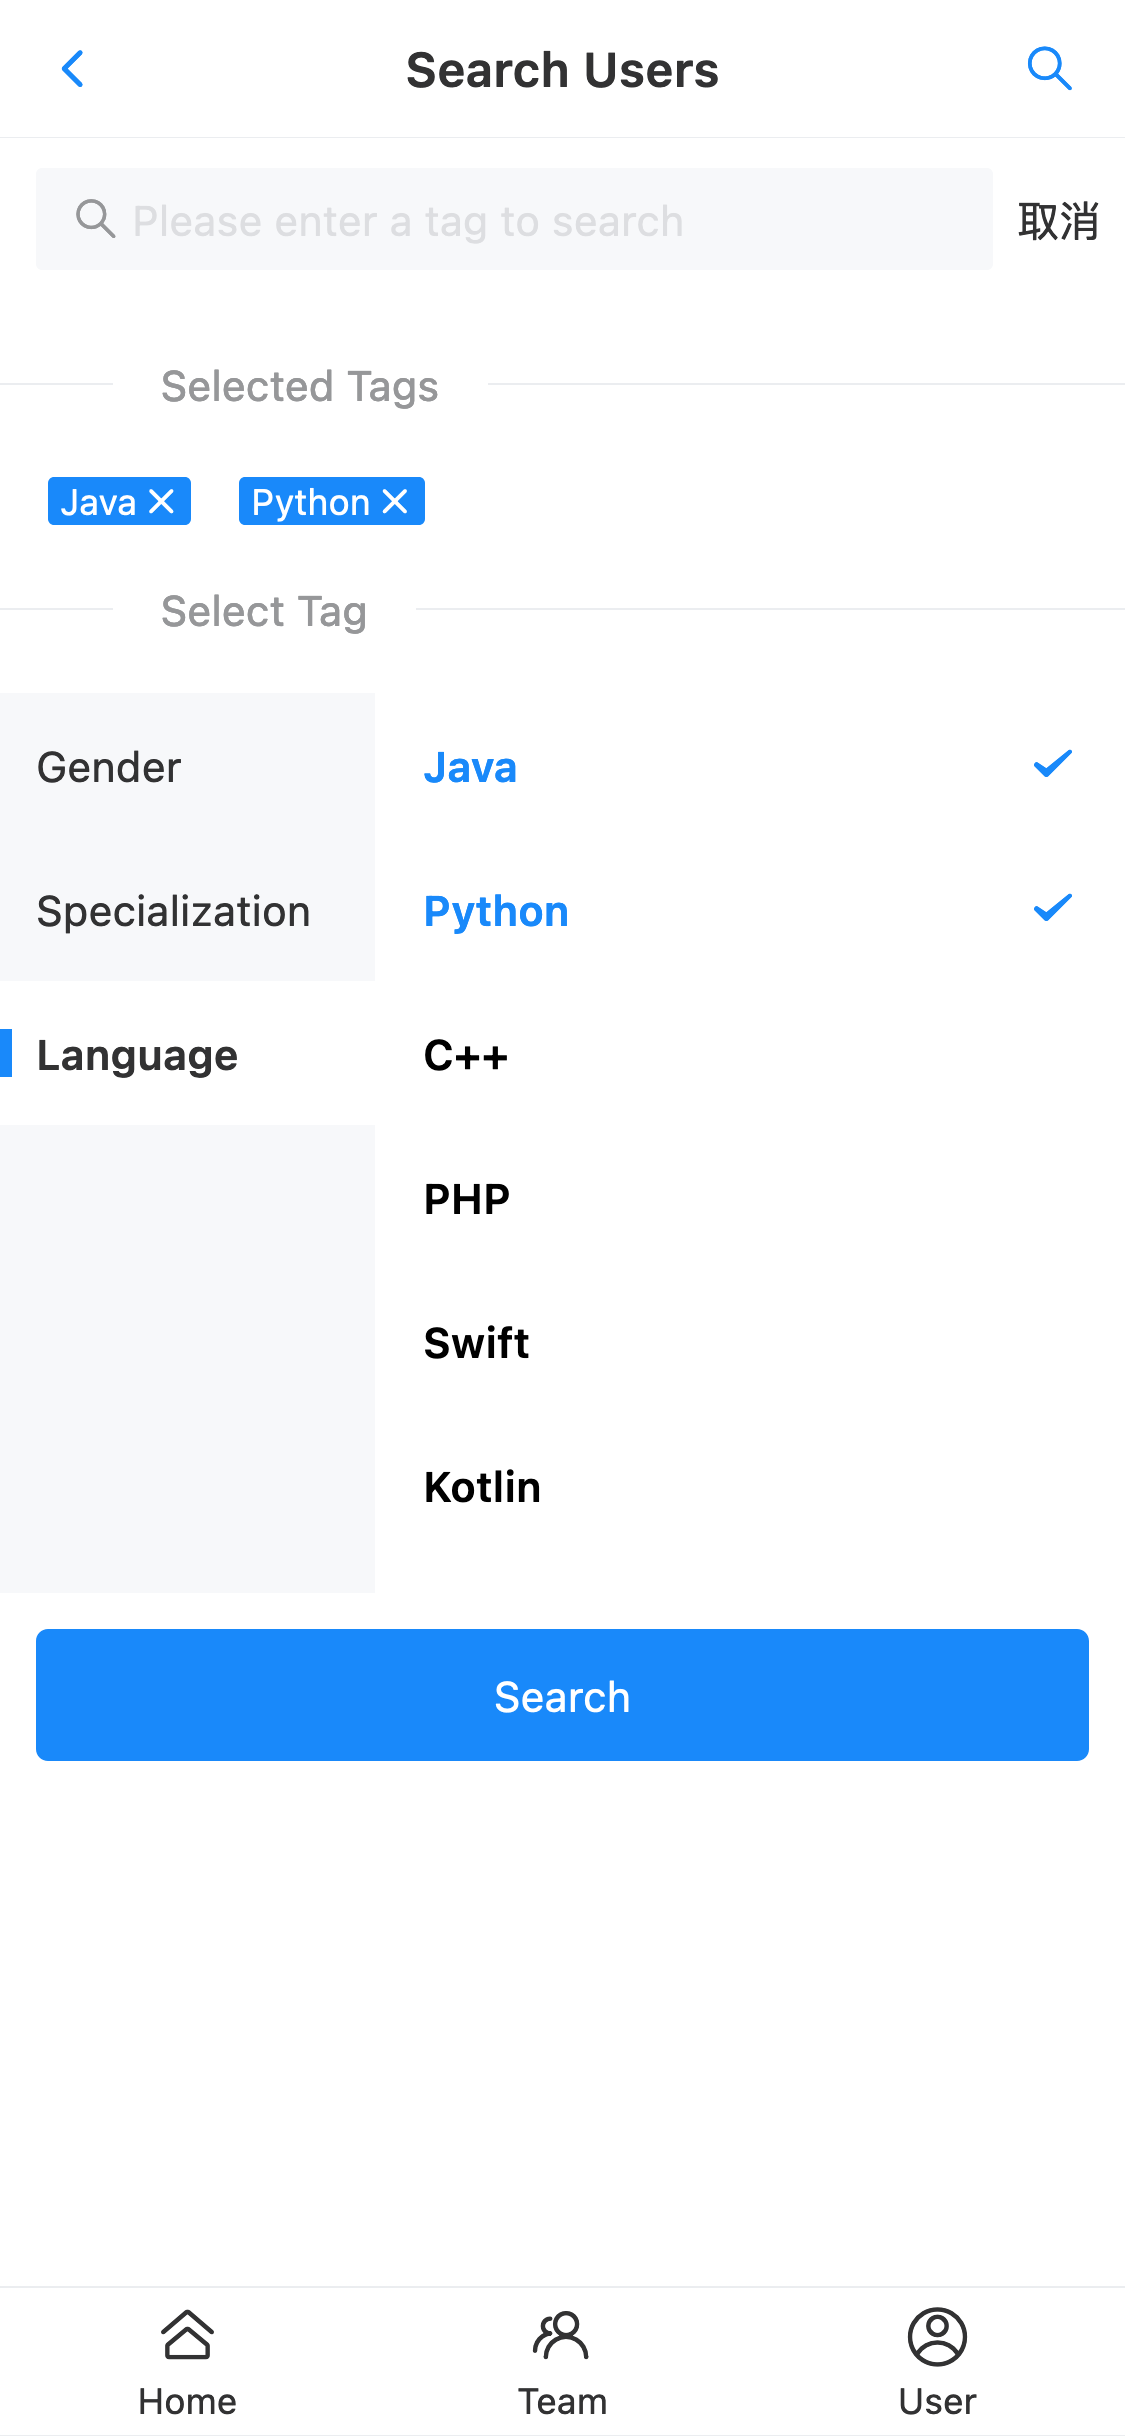 Search Users
Please enter a tag to search 取消
Selected Tags
Java Python
Select Tag
Gender Java
Specialization Python
Language C++
PHP
Swift
Kotlin
Search
Home Team User